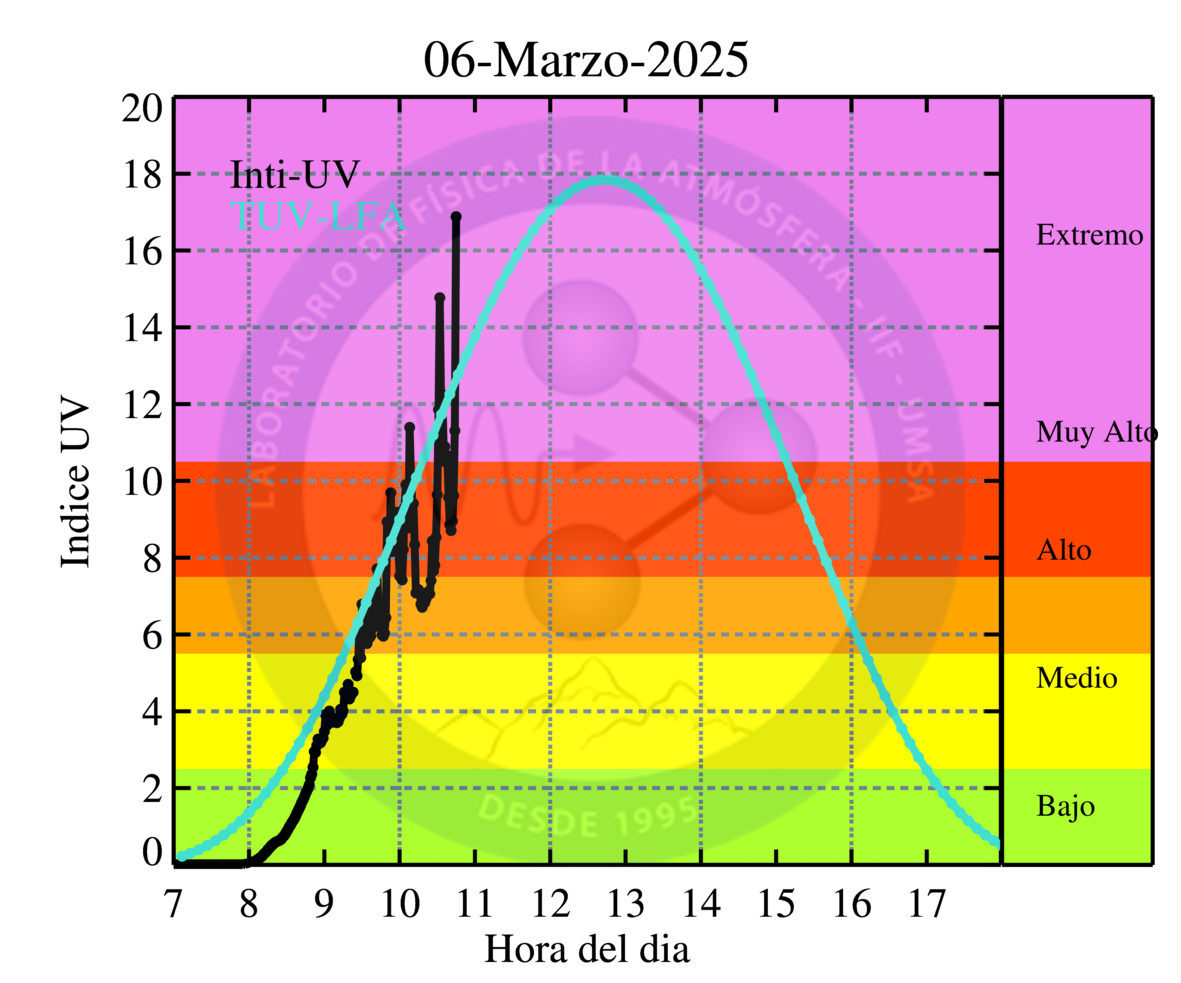 06-Marzo-2025
20
18
16
14
12
10
8
6
4
2
0
Indice UV
Inti-UV
TUV-LFA
LABORATORIO DE FÍSICA DE LA ATMÓSFERA - IIF - UMSA
DESDE 1995
Extremo
Muy Alto
Alto
Medio
Bajo
7 8 9 10 11 12 13 14 15 16 17
Hora del dia